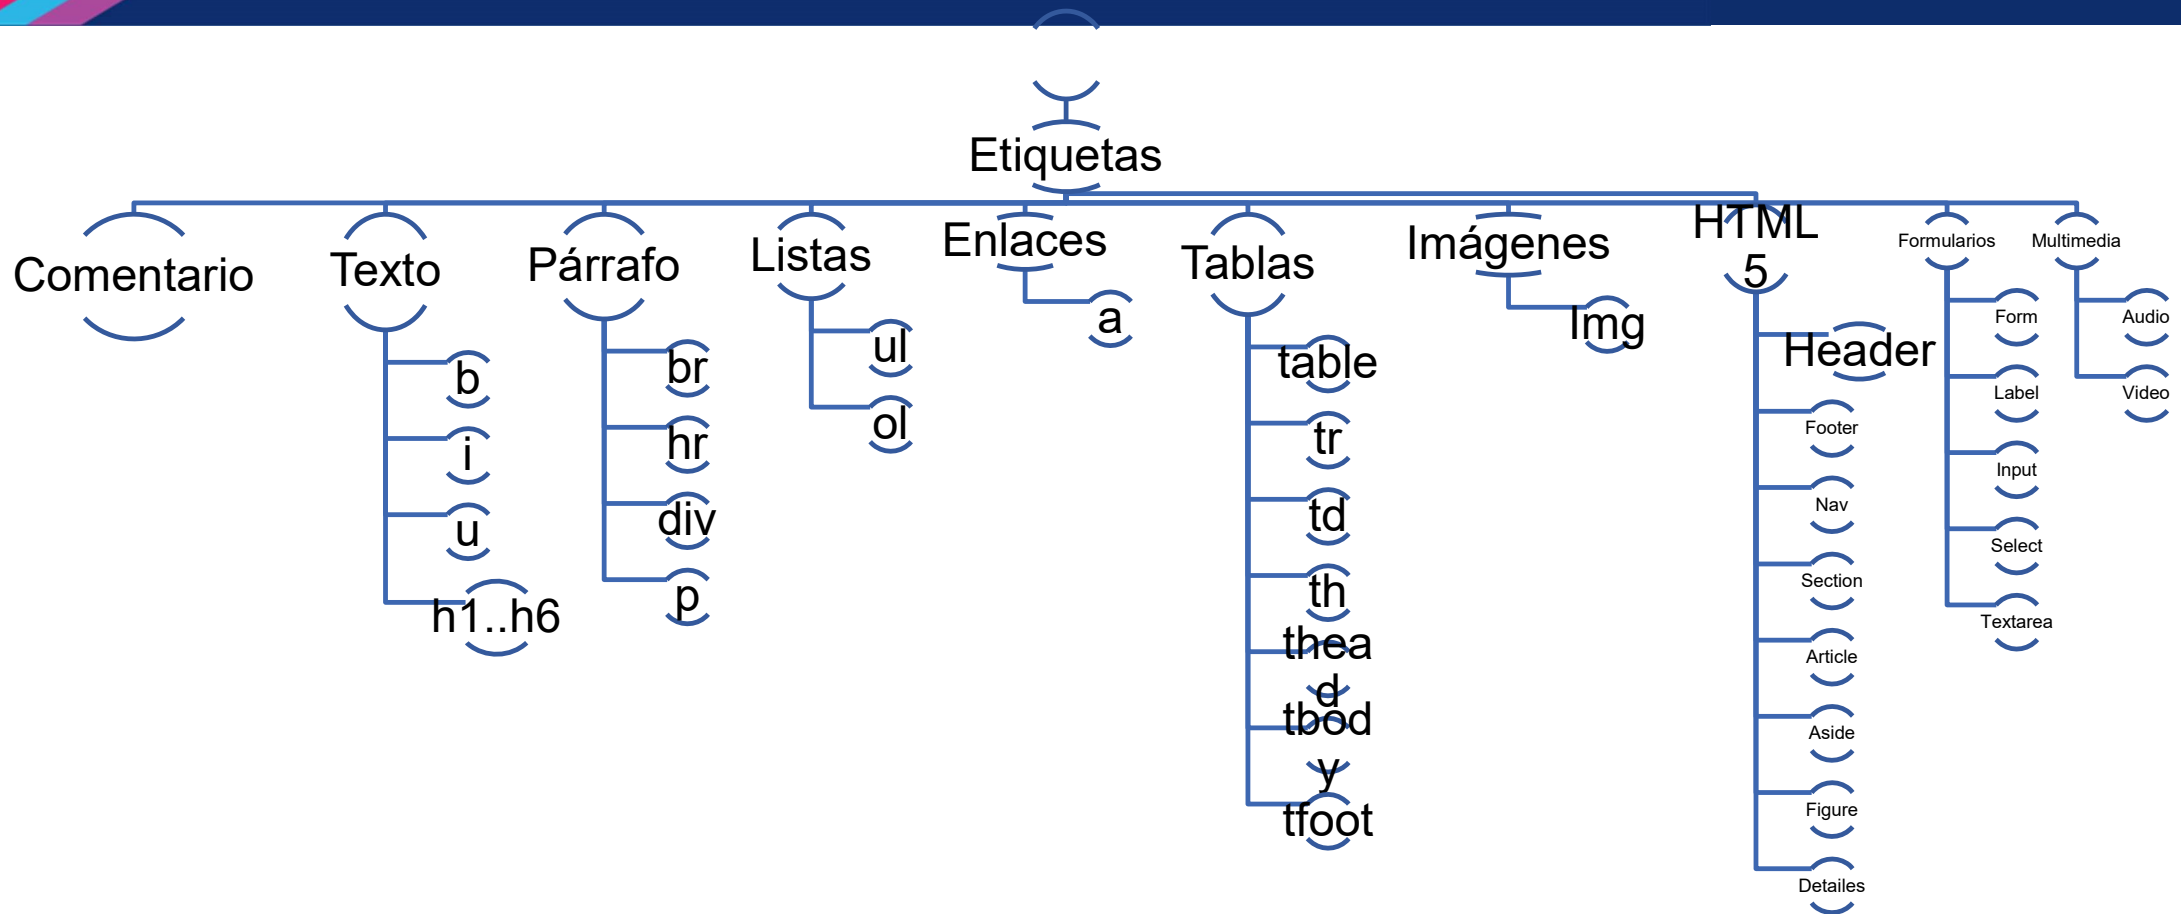 Etiquetas
Comentario
Texto
b
i
u
h1..h6
Párrafo
br
hr
div
p
Listas
ul
ol
Enlaces
a
Tablas
table
tr
td
th
thea
d
tbod
y
tfoot
Imágenes
Img
HTML
5
Header
Footer
Nav
Section
Article
Aside
Figure
Detailes
Formularios
Form
Label
Input
Select
Textarea
Multimedia
Audio
Video